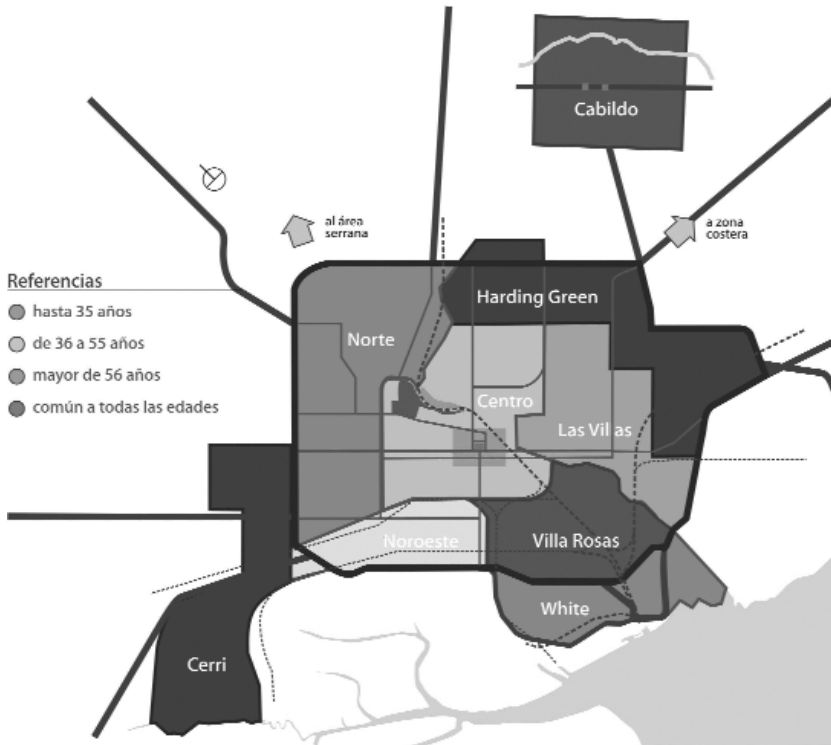 Cabildo
al área
serrana
a zona
costera
Referencias
hasta 35 años
de 36 a 55 años
mayor de 56 años
común a todas las edades
Harding Green
Norte
Centro
Las Villas
Noroeste
Villa Rosas
White
Cerri